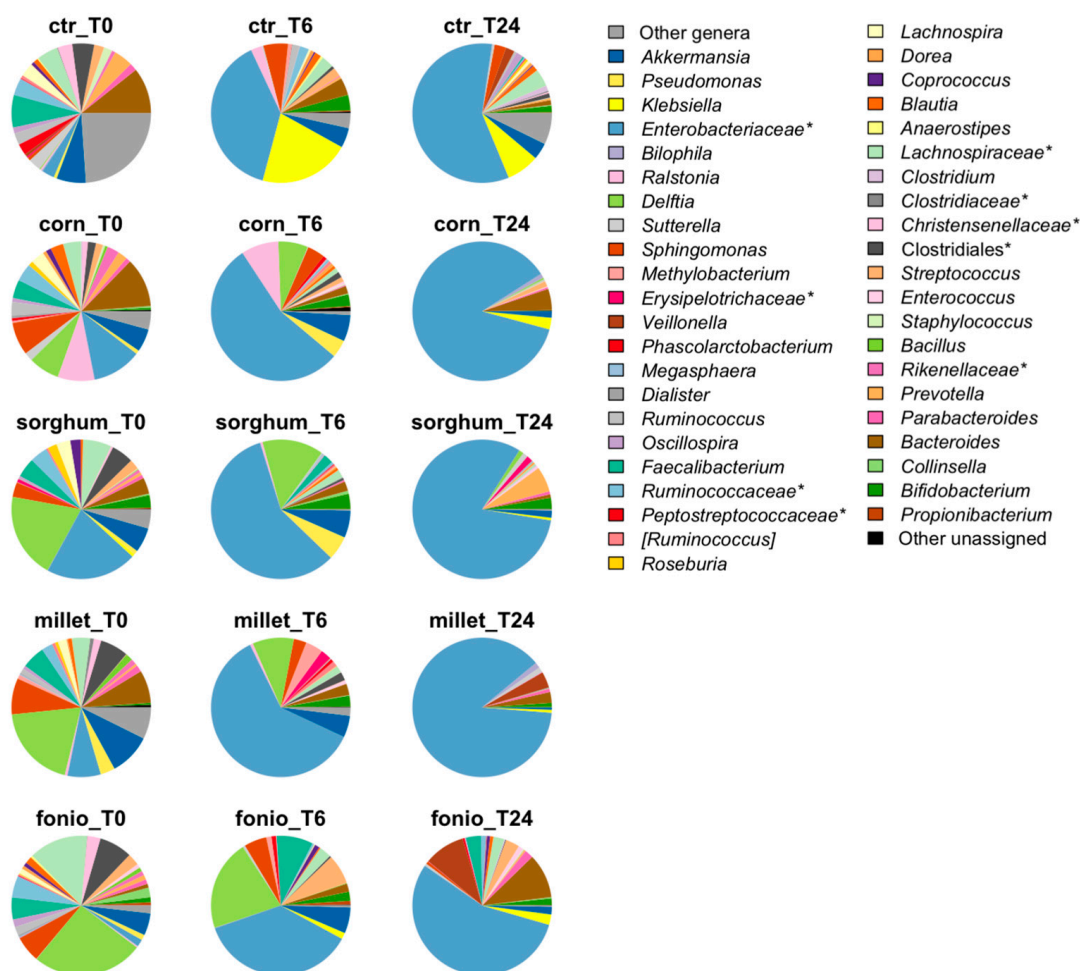 ctr_T0
ctr_T6
ctr_T24
corn_T0
corn_T6
corn_T24
sorghum_T0
sorghum_T6
sorghum_T24
millet_T0
millet_T6
millet_T24
fonio_T0
fonio_T6
fonio_T24
Other genera
Akkermansia
Pseudomonas
Klebsiella
Enterobacteriaceae*
Bilophila
Ralstonia
Delftia
Sutterella
Sphingomonas
Methylobacterium
Erysipelotrichaceae*
Veillonella
Phascolarctobacterium
Megasphaera
Dialister
Ruminococcus
Oscillospira
Faecalibacterium
Ruminococcaceae*
Peptostreptococcaceae*
[Ruminococcus]
Roseburia
Lachnospira
Dorea
Coprococcus
Blautia
Anaerostipes
Lachnospiraceae*
Clostridium
Clostridiaceae*
Christensenellaceae*
Clostridiales*
Streptococcus
Enterococcus
Staphylococcus
Bacillus
Rikenellaceae*
Prevotella
Parabacteroides
Bacteroides
Collinsella
Bifidobacterium
Propionibacterium
Other unassigned